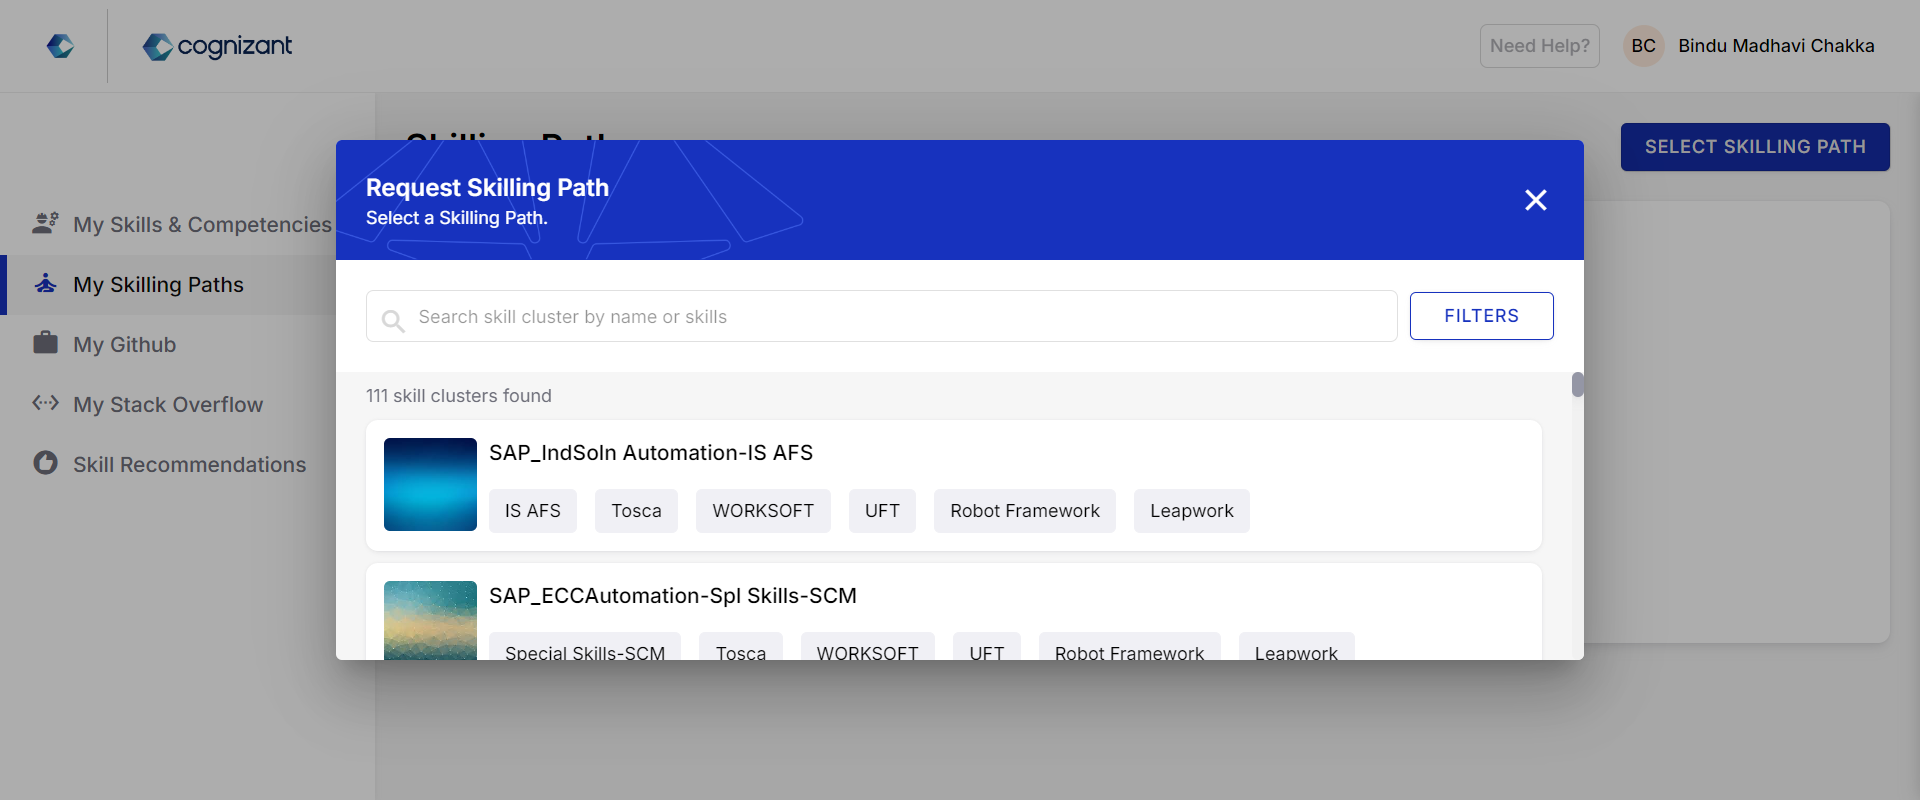 cognizant
Need Help?
BC
Bindu Madhavi Chakka
Skilling Path
SELECT SKILLING PATH
Request Skilling Path
Select a Skilling Path.
My Skills & Competencies
My Skilling Paths
My Github
My Stack Overflow
Skill Recommendations
Search skill cluster by name or skills
FILTERS
111 skill clusters found
SAP_IndSoln Automation-IS AFS
IS AFS
Tosca
WORKSOFT
UFT
Robot Framework
Leapwork
SAP_ECCAutomation-Spl Skills-SCM
Special Skills-SCM
Tosca
WORKSOFT
UFT
Robot Framework
Leapwork